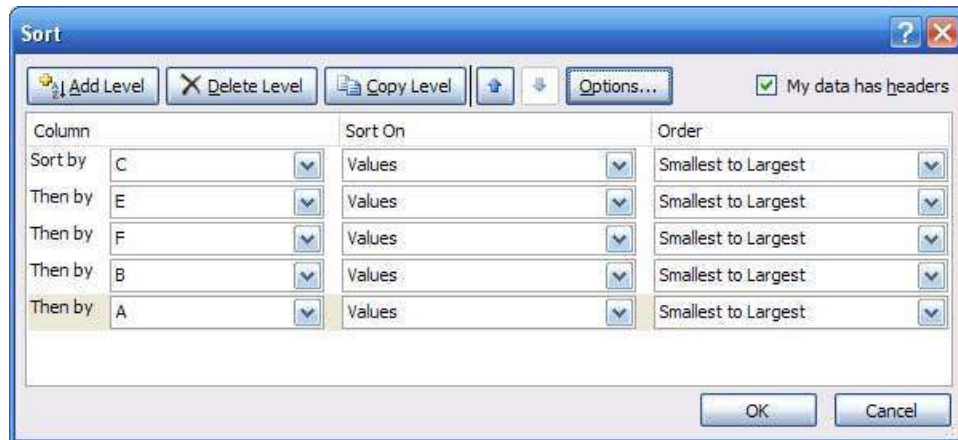 Sort
Add Level Delete Level Copy Level Options... My data has headers
Column Sort On Order
Sort by C Values Smallest to Largest
Then by E Values Smallest to Largest
Then by F Values Smallest to Largest
Then by B Values Smallest to Largest
Then by A Values Smallest to Largest
OK Cancel